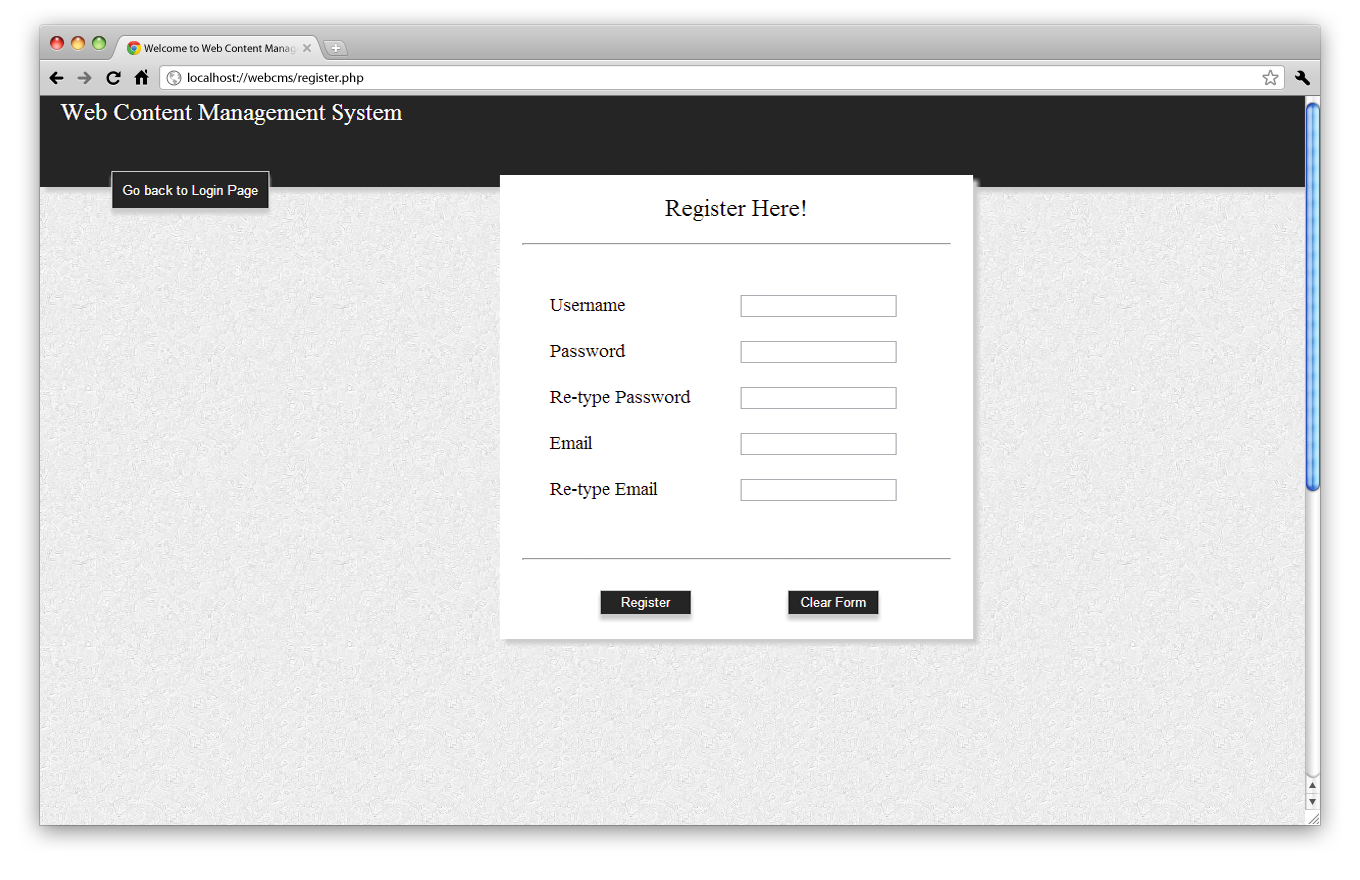 Welcome to Web Content Manag
localhost://webcms/register.php
Web Content Management System
Go back to Login Page
Register Here!
Username
Password
Re-type Password
Email
Re-type Email
Register
Clear Form